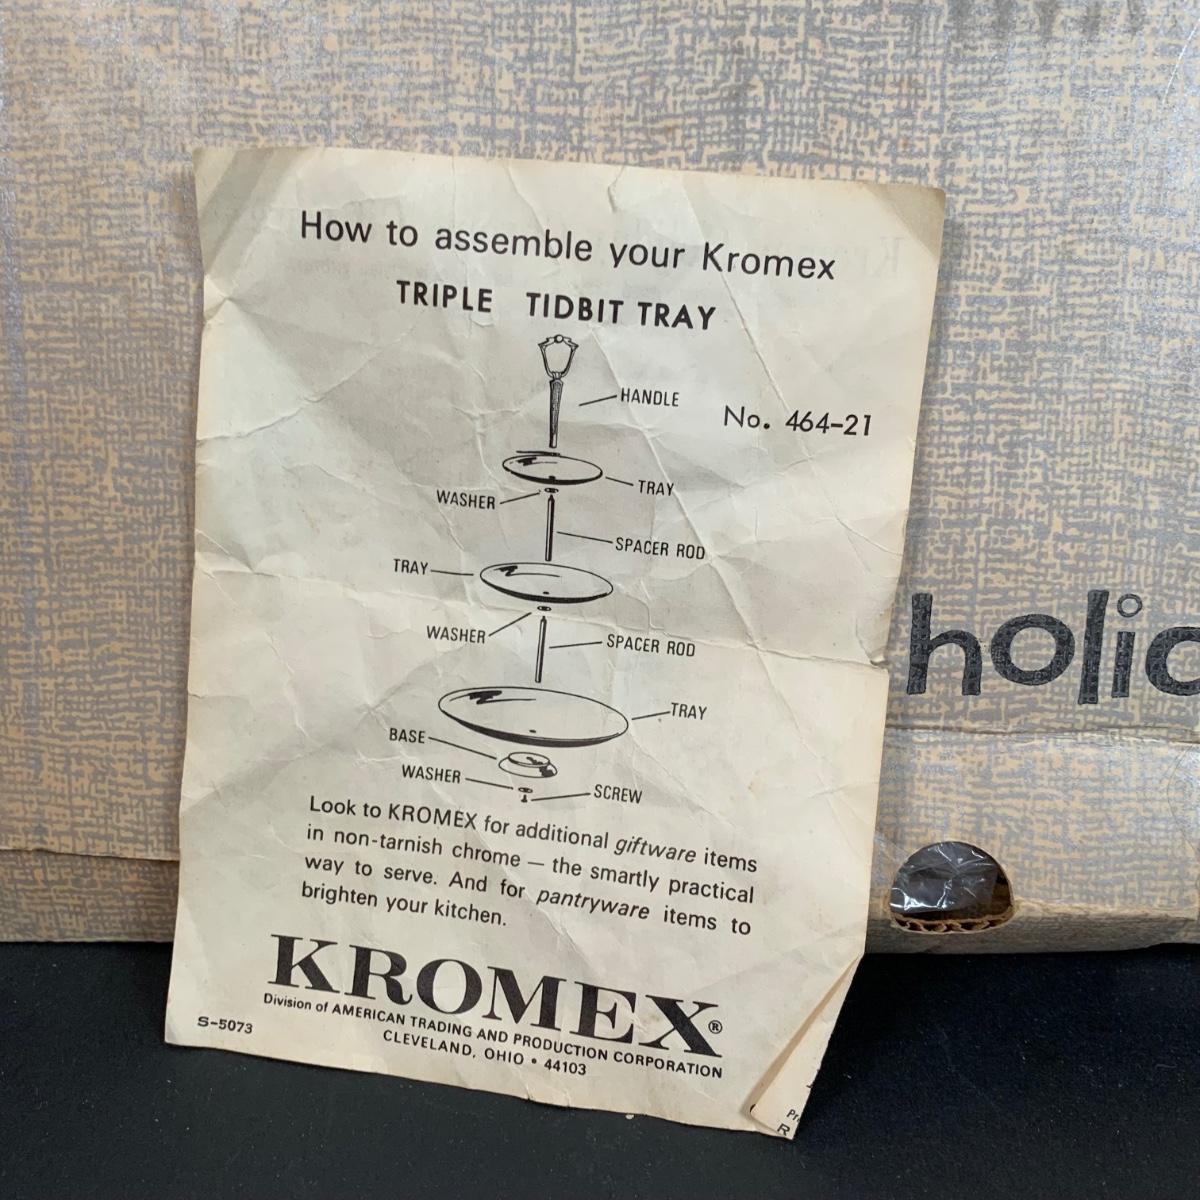 How to assemble your Kromex
TRIPLE TIDBIT TRAY
HANDLE
No. 464-21
TRAY
WASHER
SPACER ROD
TRAY
WASHER
SPACER ROD
TRAY
BASE
WASHER
SCREW
Look to KROMEX for additional giftware items
in non-tarnish chrome — the smartly practical
way to serve. And for pantryware items to
brighten your kitchen.
KROMEX®
Division of AMERICAN TRADING AND PRODUCTION CORPORATION
CLEVELAND, OHIO • 44103
S-5073
holid